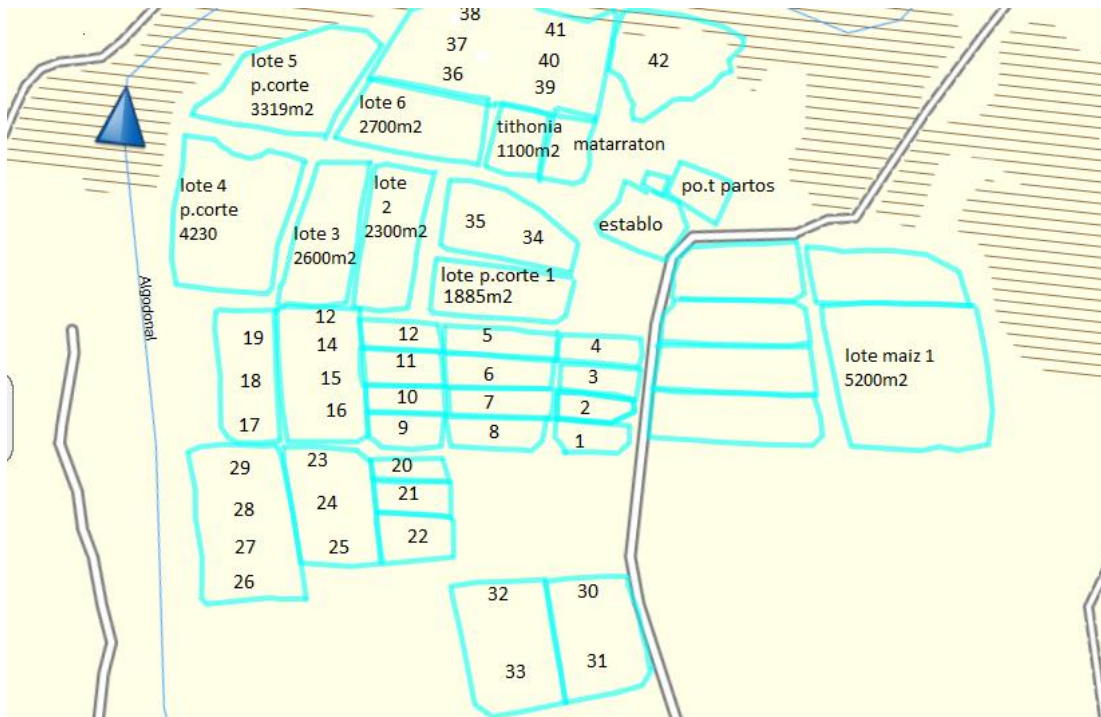 38
41
37
40
36
39
42
lote 5
p.corte
3319m2
lote 6
2700m2
tithonia
1100m2
matarraton
po.t partos
establo
lote 4
p.corte
4230
lote 3
2600m2
lote
2
2300m2
35
34
lote p.corte 1
1885m2
Algodonal
lote maiz 1
5200m2
19
18
17
12
14
15
16
12
11
10
9
5
6
7
8
4
3
2
1
29
28
27
26
23
24
25
20
21
22
32
33
30
31